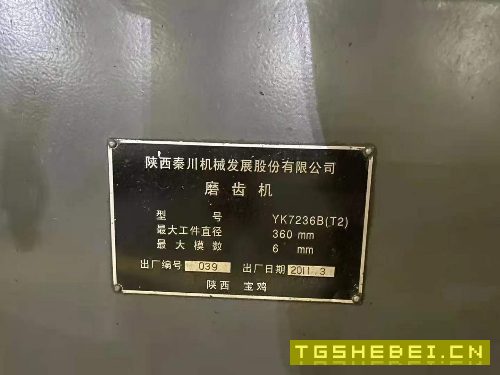 陕西秦川机械发展股份有限公司
磨齿机
型号 YK7236B(T2)
最大工件直径 360 mm
最大模数 6 mm
出厂编号 039 出厂日期 2011.3
陕西 宝鸡
TGSHEBEI.CN